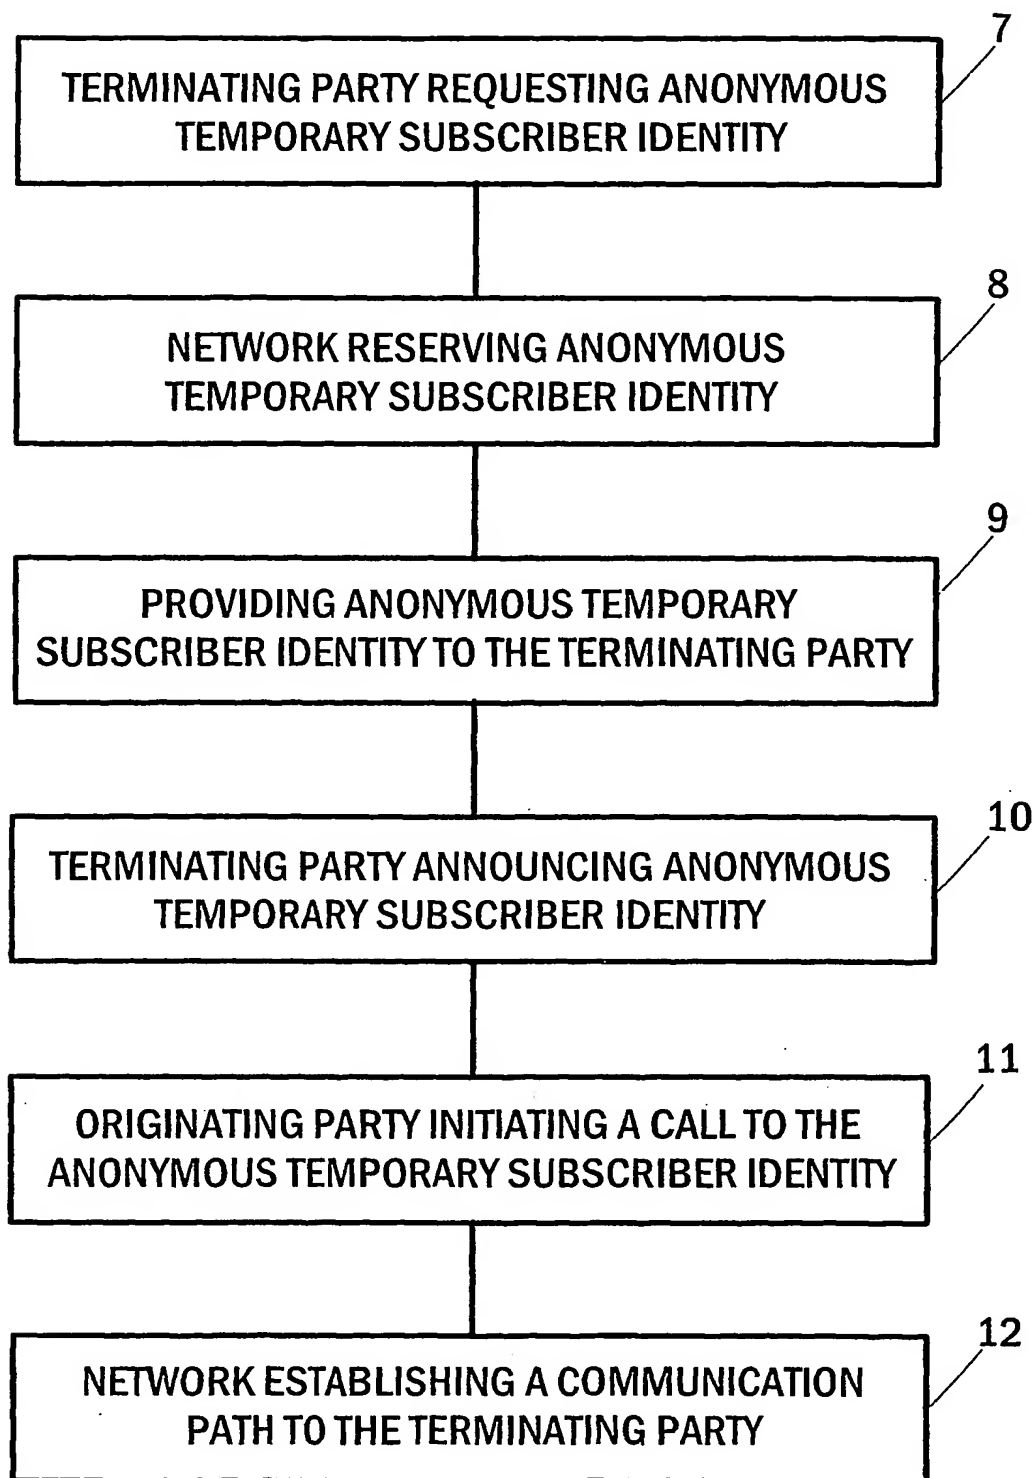 7
TERMINATING PARTY REQUESTING ANONYMOUS
TEMPORARY SUBSCRIBER IDENTITY
8
NETWORK RESERVING ANONYMOUS
TEMPORARY SUBSCRIBER IDENTITY
9
PROVIDING ANONYMOUS TEMPORARY
SUBSCRIBER IDENTITY TO THE TERMINATING PARTY
10
TERMINATING PARTY ANNOUNCING ANONYMOUS
TEMPORARY SUBSCRIBER IDENTITY
11
ORIGINATING PARTY INITIATING A CALL TO THE
ANONYMOUS TEMPORARY SUBSCRIBER IDENTITY
12
NETWORK ESTABLISHING A COMMUNICATION
PATH TO THE TERMINATING PARTY